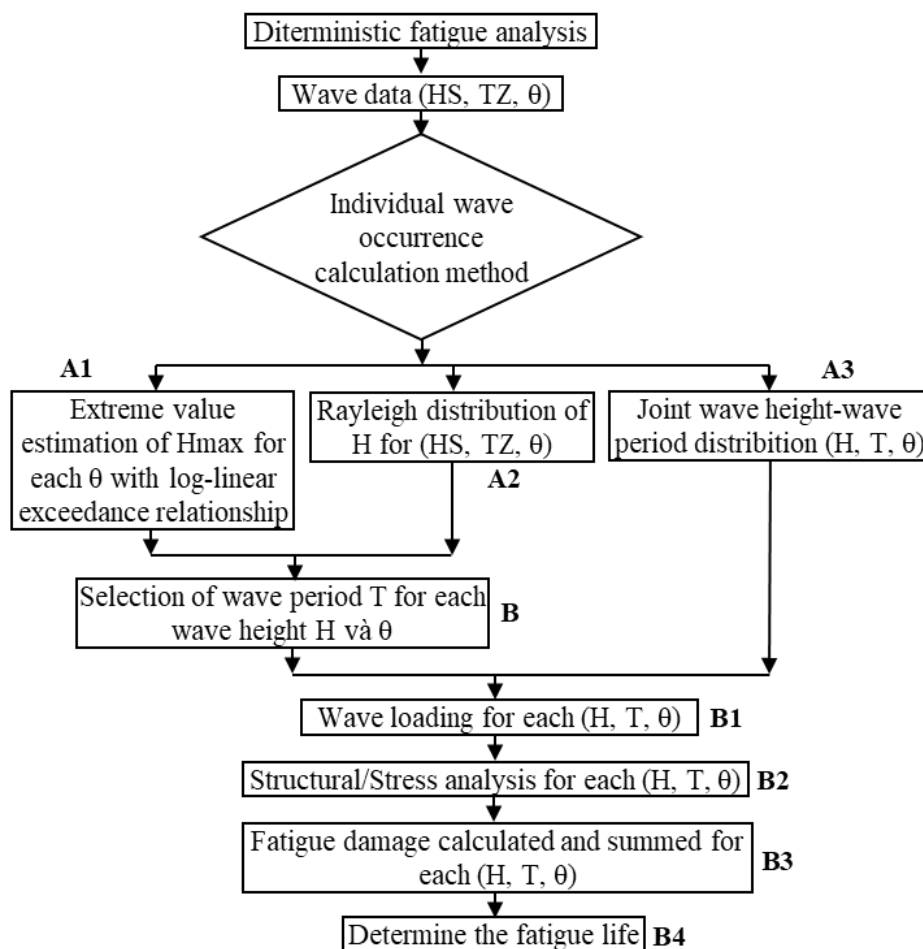 Diterministic fatigue analysis
Wave data (HS, TZ, θ)
Individual wave
occurrence
calculation method
A1
Extreme value
estimation of Hmax for
each θ with log-linear
exceedance relationship
Rayleigh distribution of
H for (HS, TZ, θ)
A2
A3
Joint wave height-wave
period distribition (H, T, θ)
Selection of wave period T for each
wave height H và θ
B
Wave loading for each (H, T, θ)
B1
Structural/Stress analysis for each (H, T, θ)
B2
Fatigue damage calculated and summed for
each (H, T, θ)
B3
Determine the fatigue life
B4